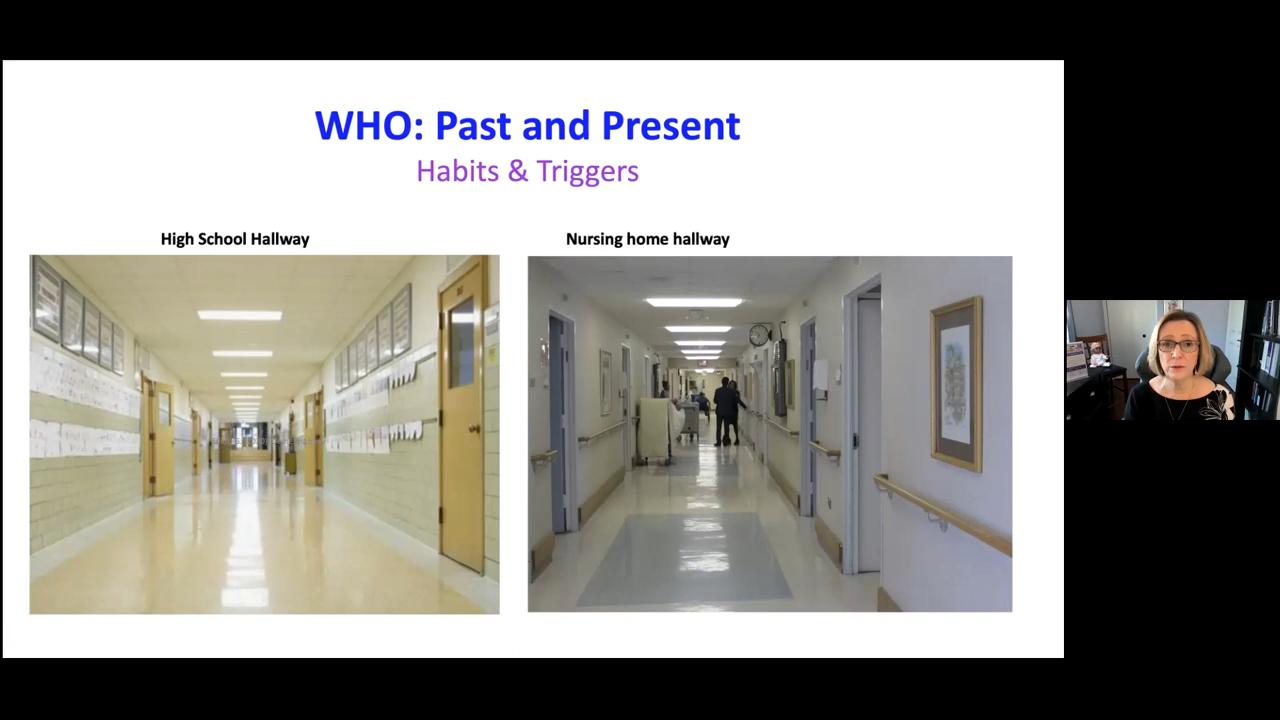 WHO: Past and Present
Habits & Triggers
High School Hallway
Nursing home hallway